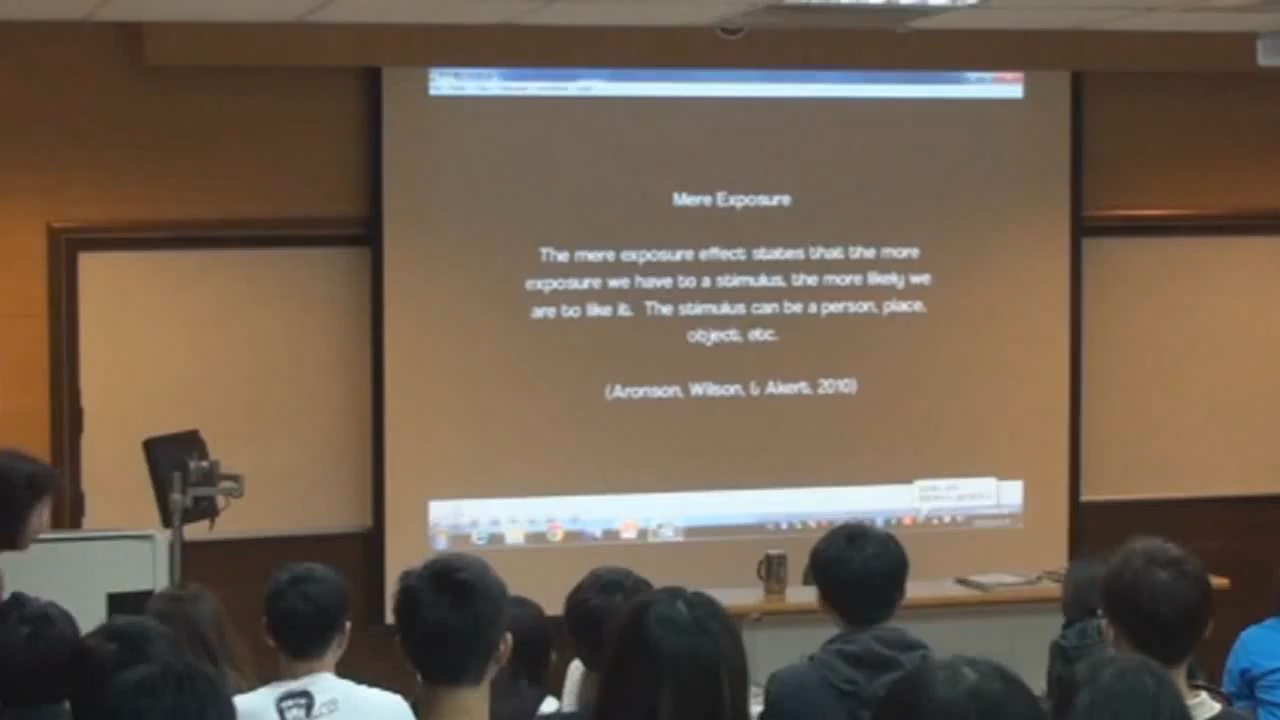 Mere Exposure
The mere exposure effect states that the more
exposure we have to a stimulus, the more likely we
are to like it. The stimulus can be a person, place,
object, etc.
(Aronson, Wilson, & Akert, 2010)